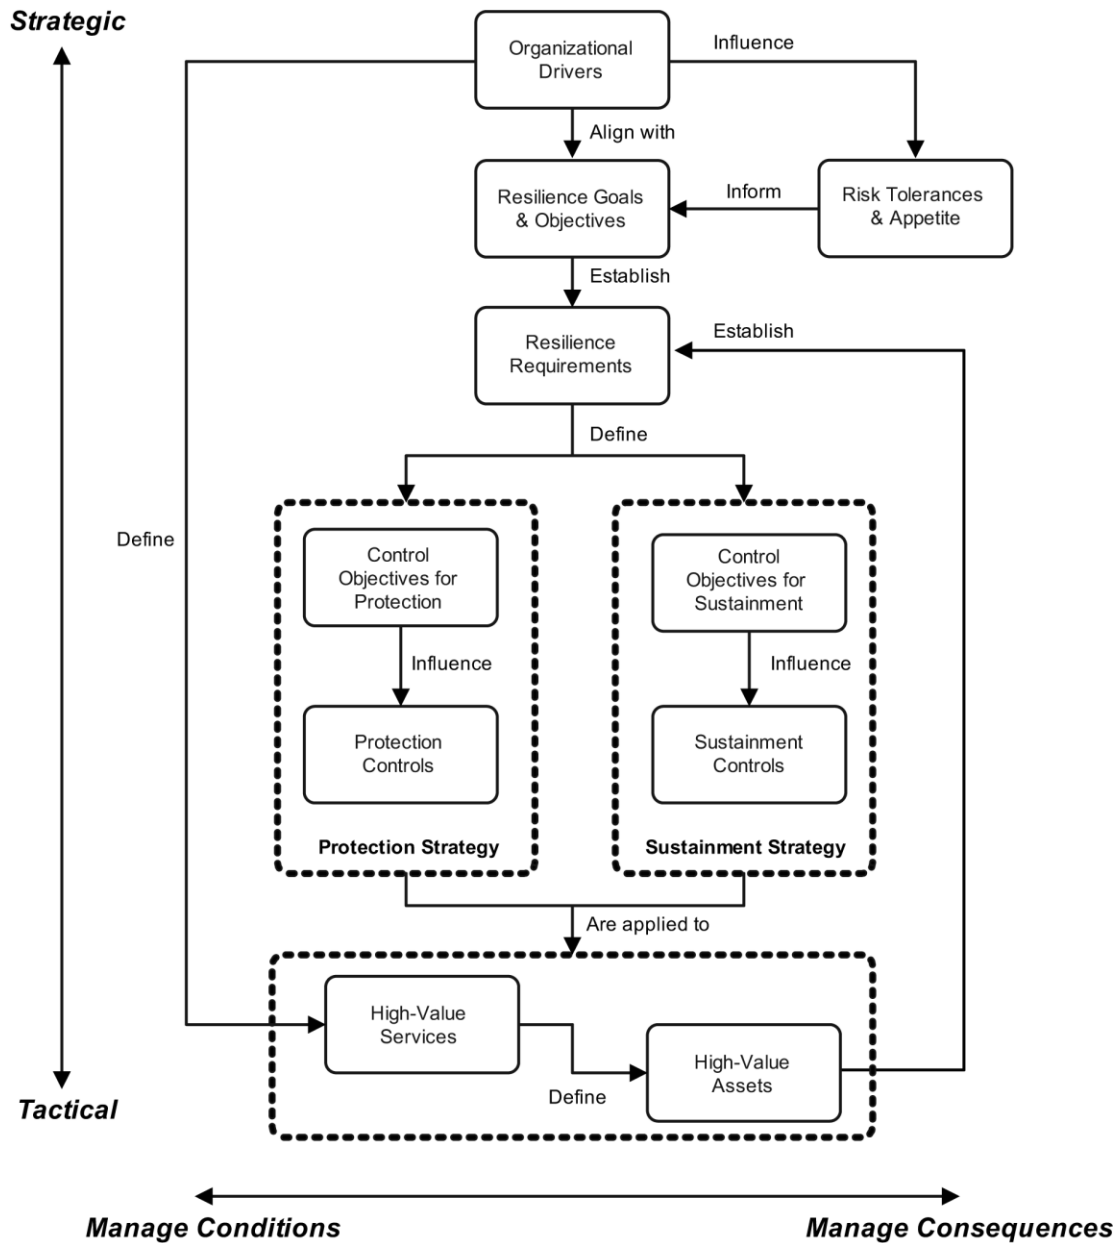 Strategic
Organizational
Drivers
Influence
Align with
Resilience Goals
& Objectives
Inform
Risk Tolerances
& Appetite
Establish
Resilience
Requirements
Establish
Define
Define
Control
Objectives for
Protection
Influence
Protection
Controls
Protection Strategy
Control
Objectives for
Sustainment
Influence
Sustainment
Controls
Sustainment Strategy
Are applied to
High-Value
Services
Define
High-Value
Assets
Tactical
Manage Conditions
Manage Consequences